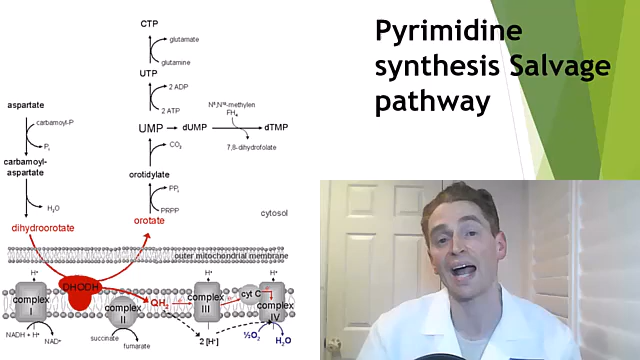 Pyrimidine
synthesis Salvage
pathway
CTP
glutamate
glutamine
UTP
2 ADP
2 ATP
N⁵,N¹⁰-methylen
FH₄
UMP
dUMP
dTMP
7,8-dihydrofolate
CO₂
orotidylate
PPᵢ
PRPP
orotate
cytosol
aspartate
carbamoyl-P
Pᵢ
carbamoyl-
aspartate
H₂O
dihydroorotate
outer mitochondrial membrane
H⁺
H⁺
H⁺
DHODH
QH₂
cyt C
complex
I
complex
II
complex
III
complex
IV
NADH + H⁺
NAD⁺
succinate
fumarate
2 [H⁺]
½O₂
H₂O